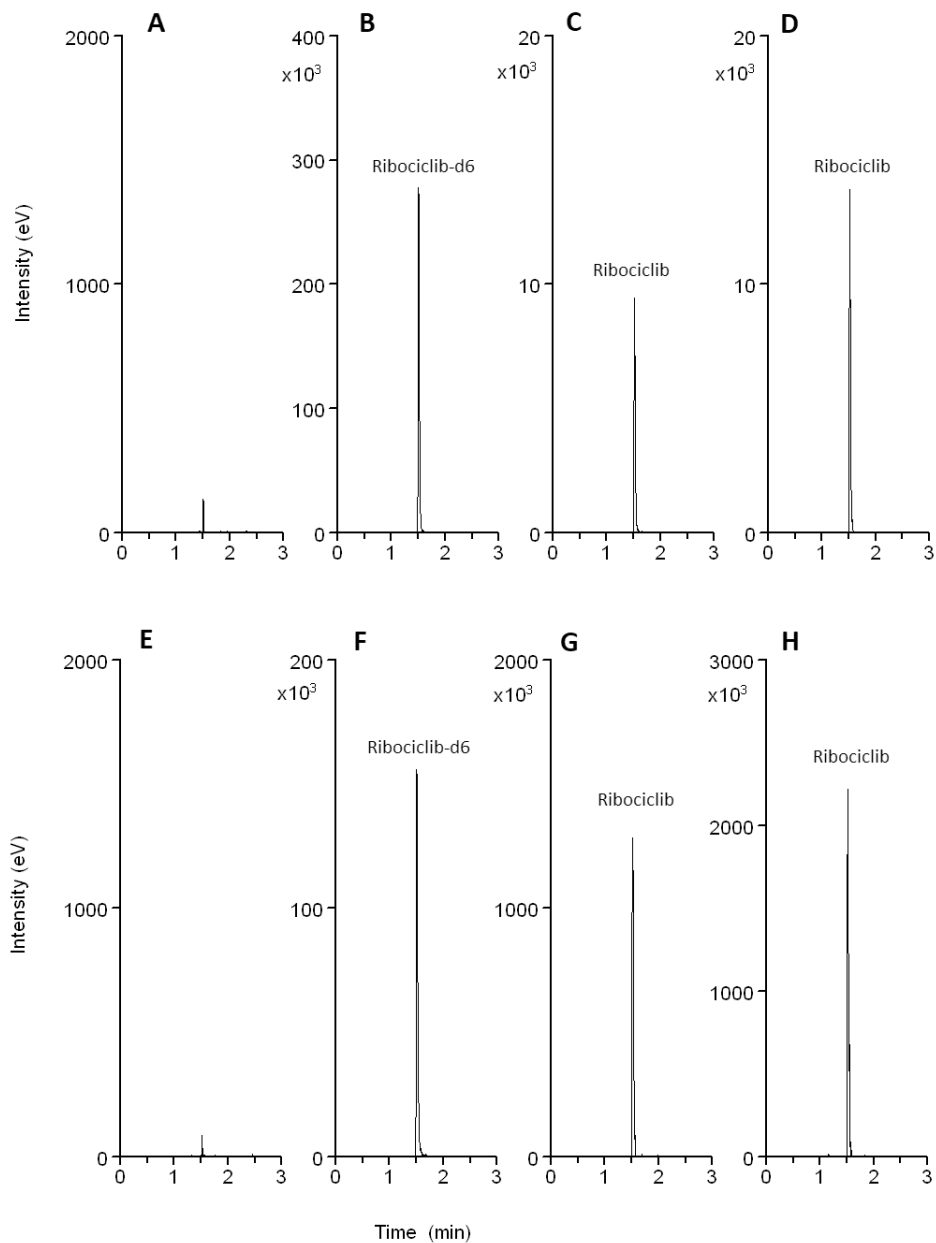 A B C D
2000 400 20 20
x10³ x10³ x10³
Ribociclib-d6 Ribociclib
300
Ribociclib
1000 200 10 10
100
0 0 0 0
0 1 2 3 0 1 2 3 0 1 2 3 0 1 2 3
Intensity (eV)
E F G H
2000 200 2000 3000
x10³ x10³
Ribociclib-d6 Ribociclib
Ribociclib
2000
1000 100 1000
1000
0 0 0 0
0 1 2 3 0 1 2 3 0 1 2 3 0 1 2 3
Intensity (eV)
Time (min)